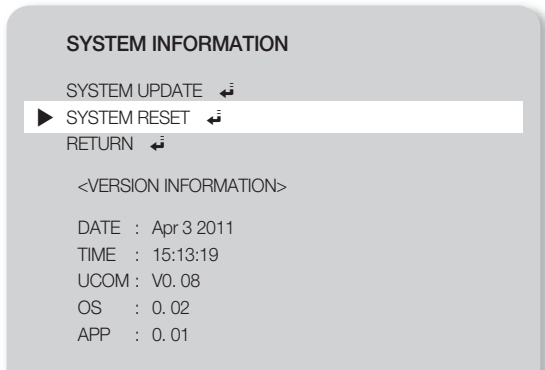 SYSTEM INFORMATION
SYSTEM UPDATE
SYSTEM RESET
RETURN
<VERSION INFORMATION>
DATE : Apr 3 2011
TIME : 15:13:19
UCOM : V0. 08
OS : 0. 02
APP : 0. 01